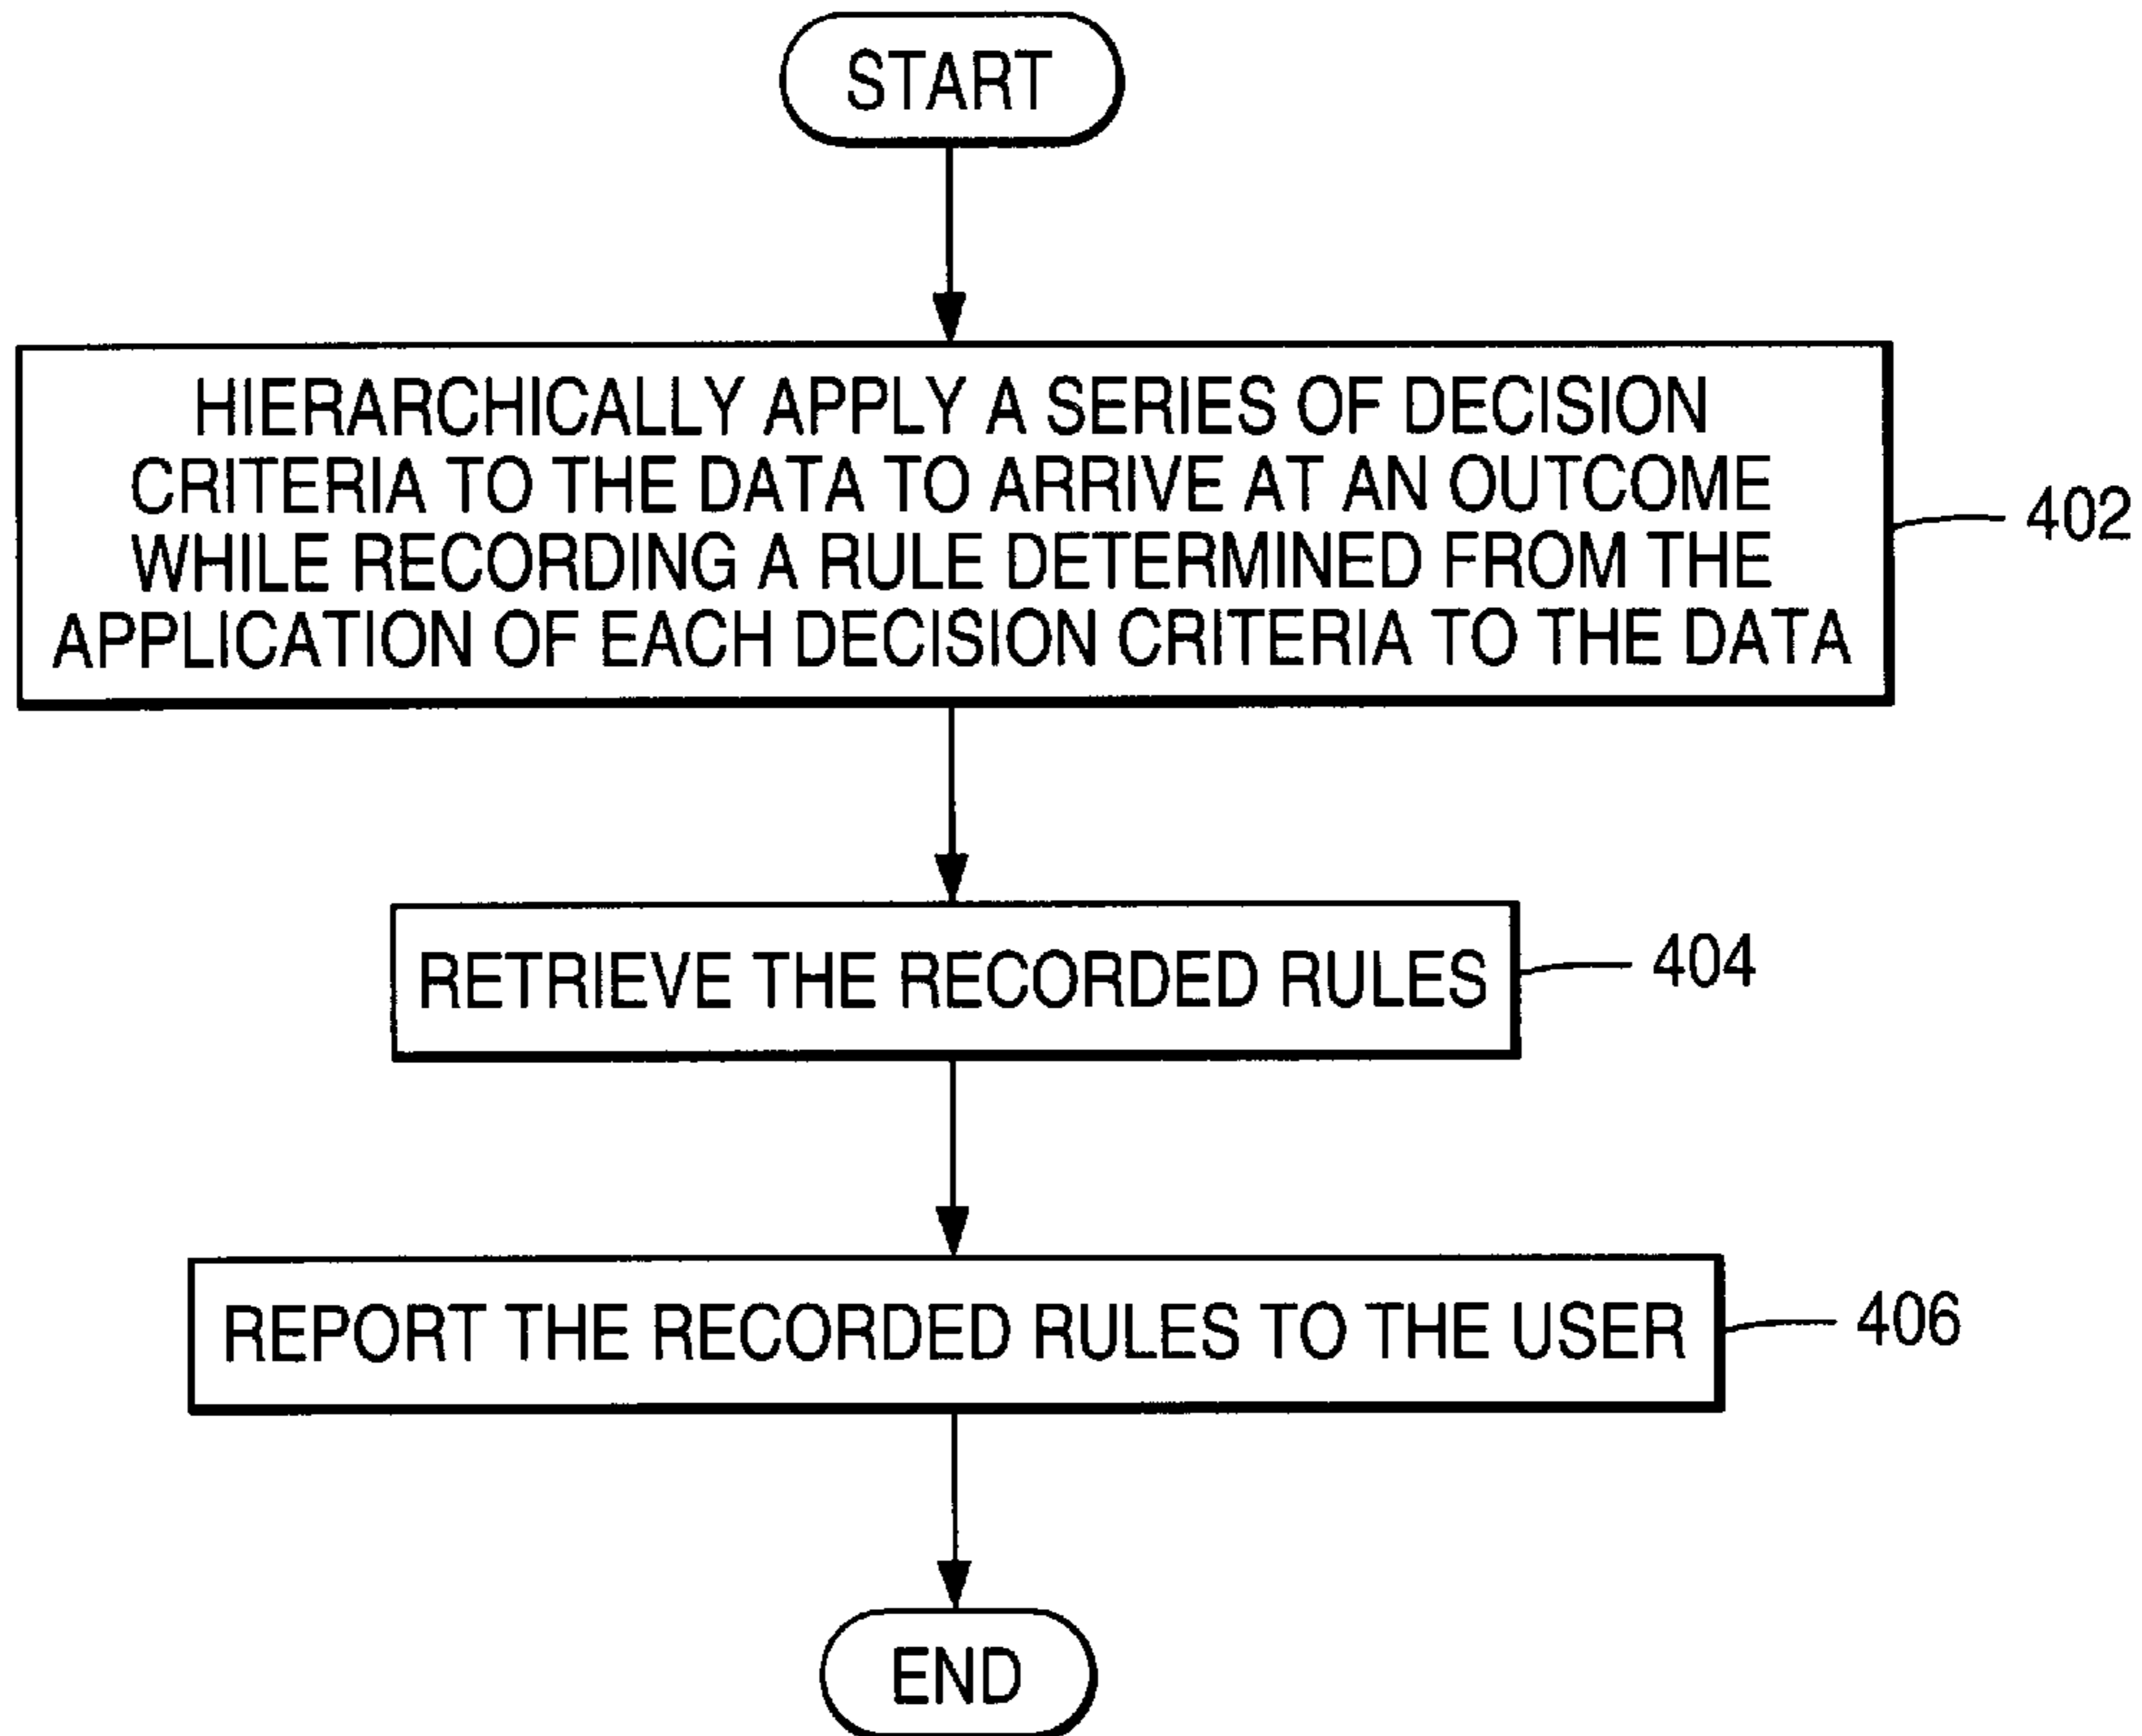 START
HIERARCHICALLY APPLY A SERIES OF DECISION
CRITERIA TO THE DATA TO ARRIVE AT AN OUTCOME
WHILE RECORDING A RULE DETERMINED FROM THE
APPLICATION OF EACH DECISION CRITERIA TO THE DATA
402
RETRIEVE THE RECORDED RULES
404
REPORT THE RECORDED RULES TO THE USER
406
END